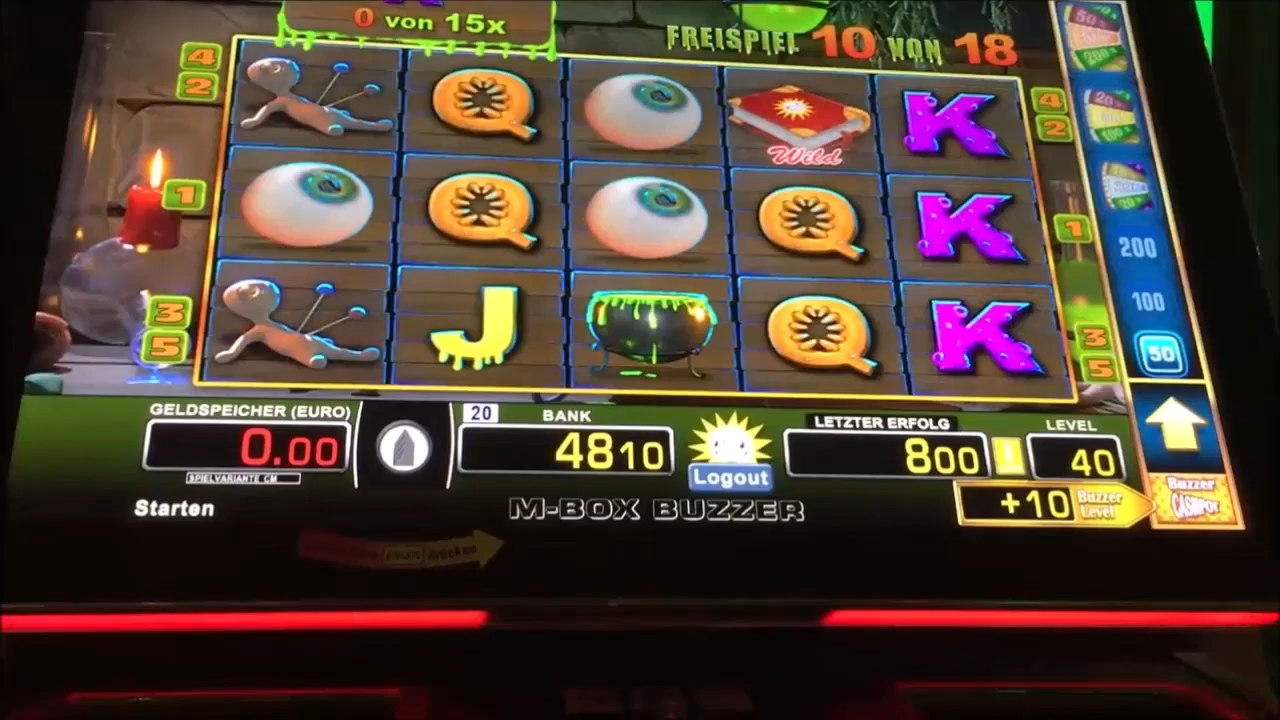 0 von 15x
FREISPIEL 10 VON 18
4
2
1
3
5
Q
Wild
K
Q
Q
K
J
Q
K
4
2
1
3
5
200
100
50
GELDSPEICHER (EURO)
0.00
SPIELVARIANTE CM
20 BANK
4810
Logout
LETZTER ERFOLG
800
LEVEL
40
+10 Buzzer Level
Buzzer CASHPOT
Starten
M-BOX BUZZER